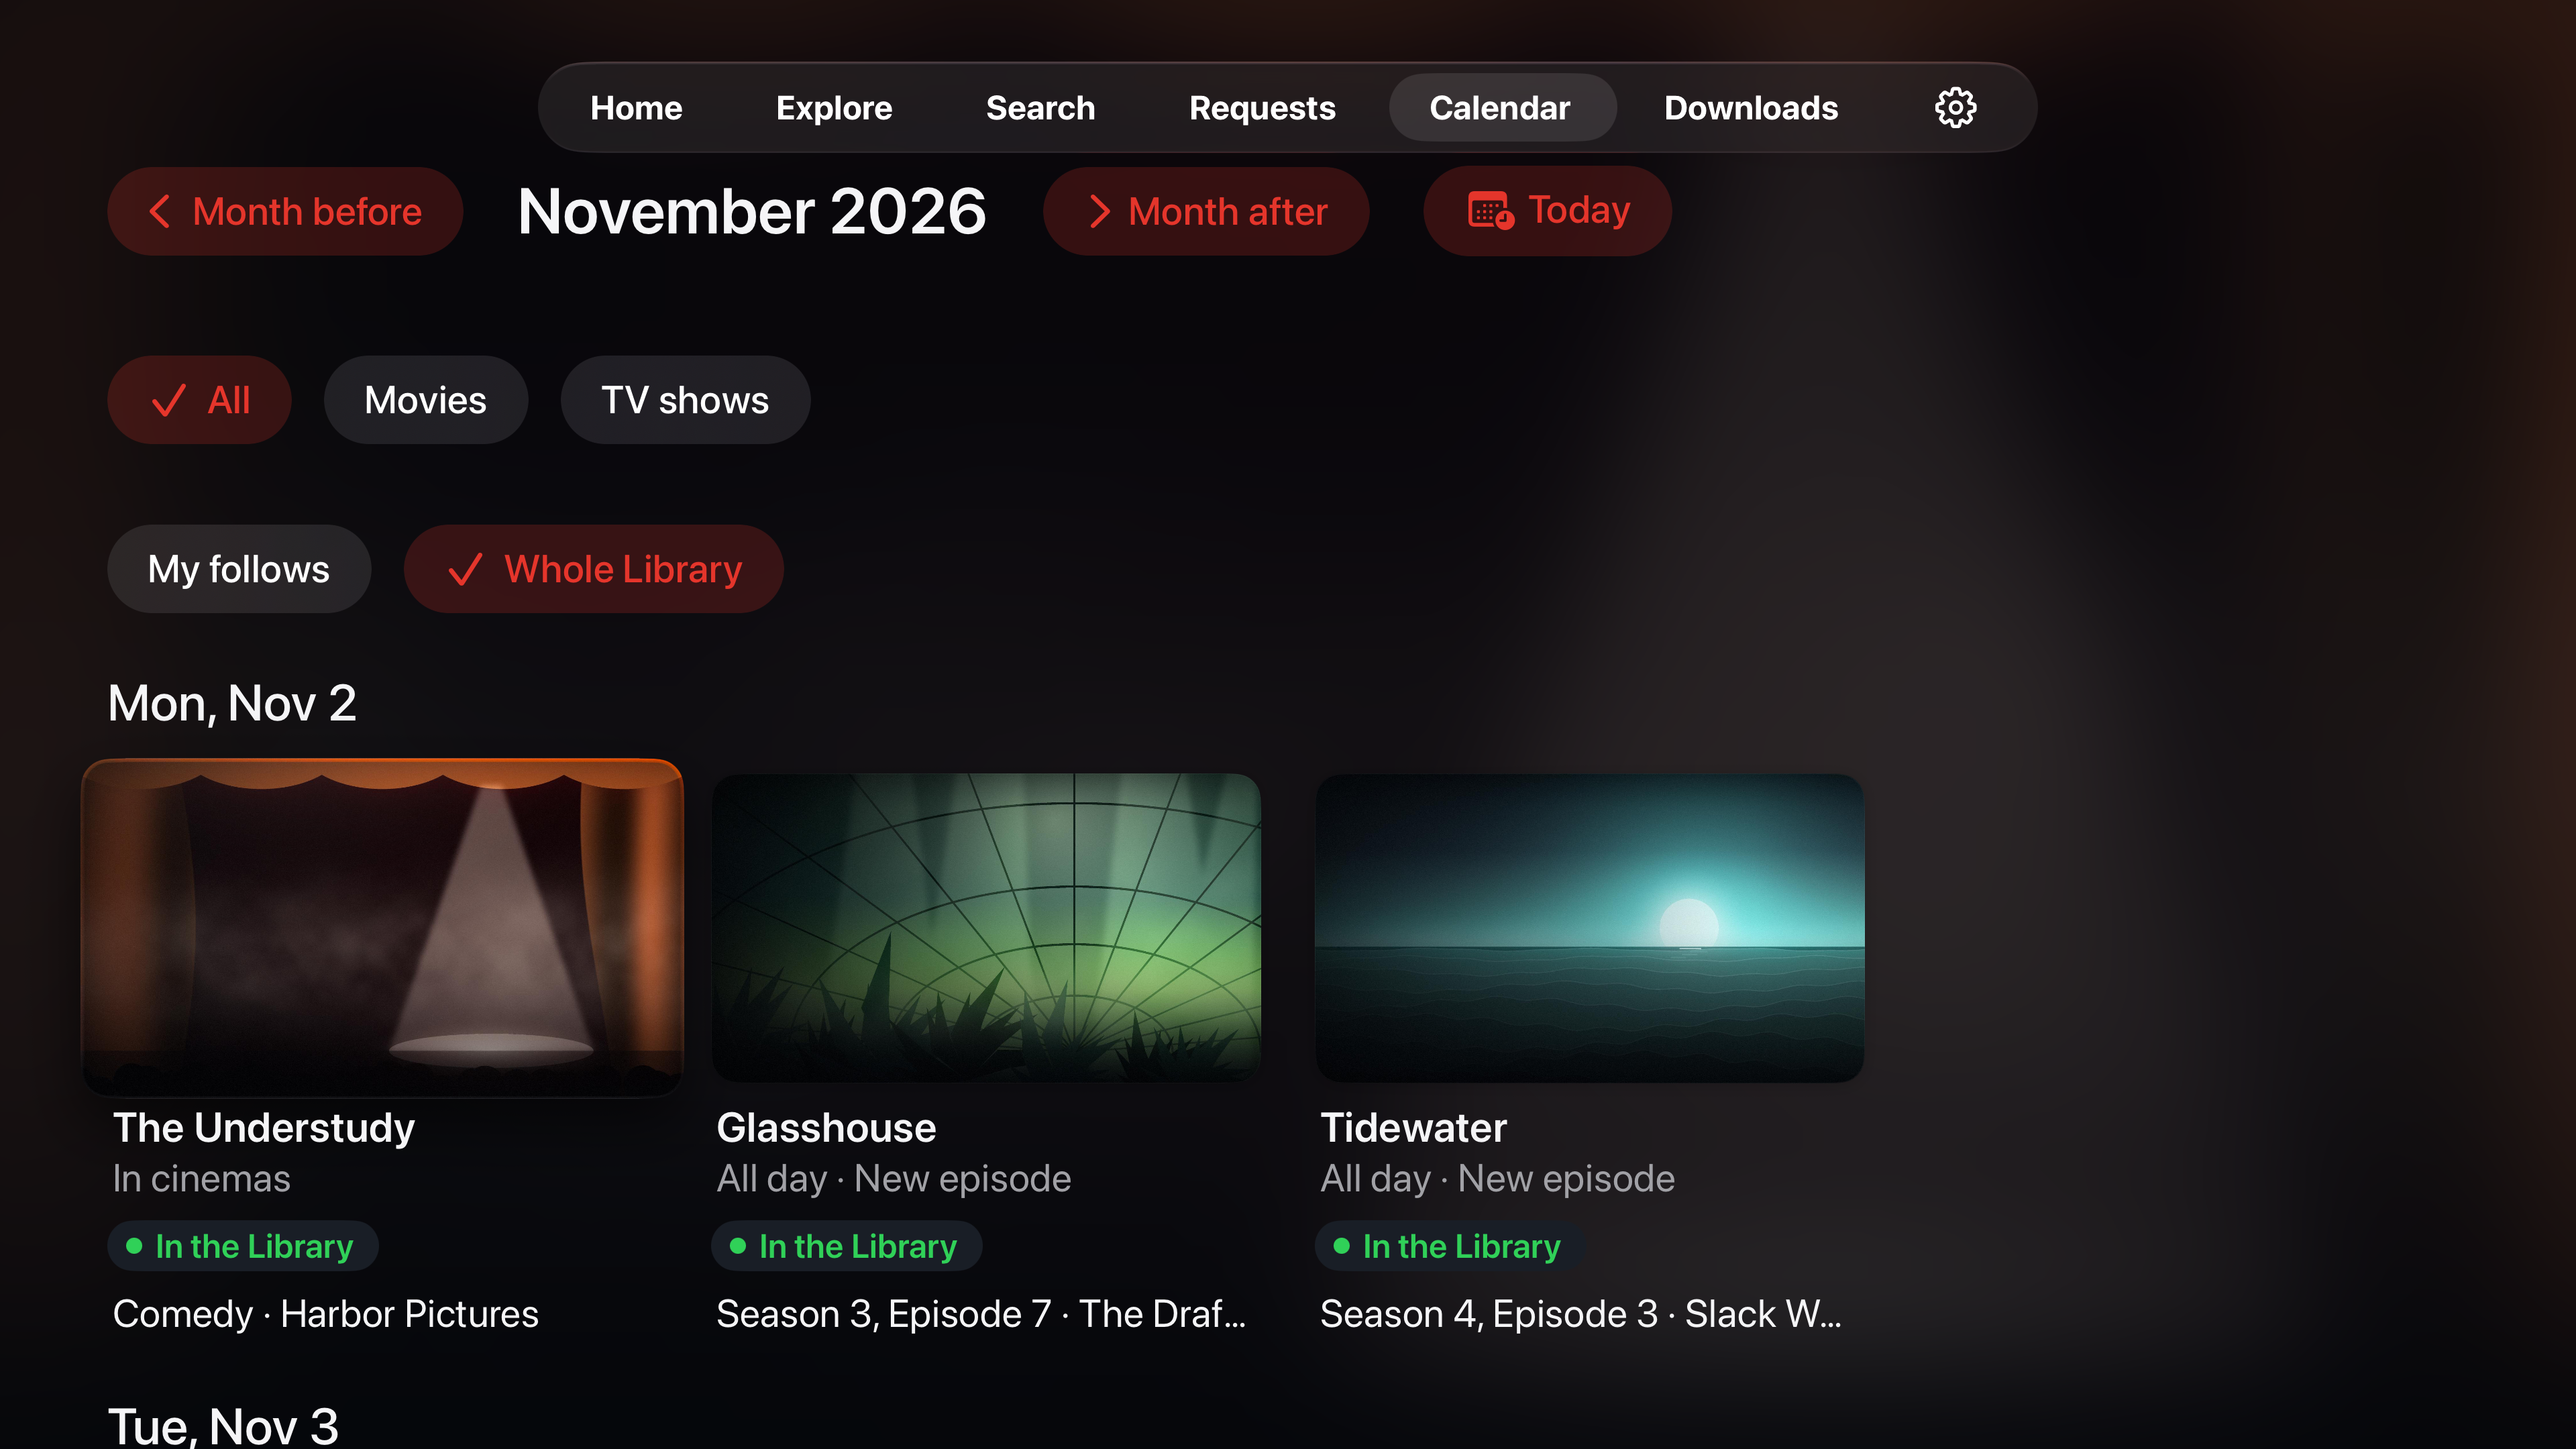 Home Explore Search Requests Calendar Downloads
Month before November 2026 Month after Today
All Movies TV shows
My follows Whole Library
Mon, Nov 2
The Understudy
In cinemas
In the Library
Comedy · Harbor Pictures
Glasshouse
All day · New episode
In the Library
Season 3, Episode 7 · The Draf...
Tidewater
All day · New episode
In the Library
Season 4, Episode 3 · Slack W...
Tue, Nov 3